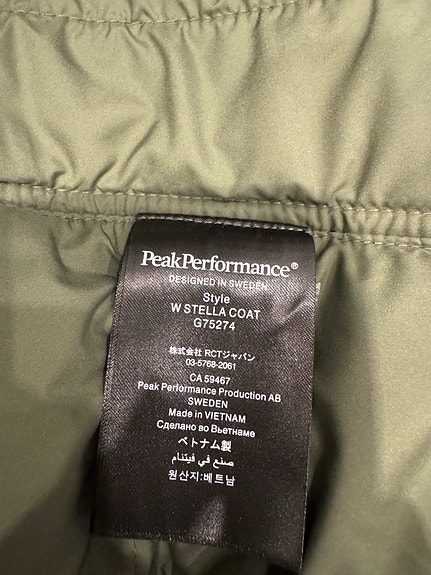 PeakPerformance®
DESIGNED IN SWEDEN
Style
W STELLA COAT
G75274
株式会社 RCTジャパン
03-5768-2061
CA 59467
Peak Performance Production AB
SWEDEN
Made in VIETNAM
Сделано во Вьетнаме
ベトナム製
صنع في فيتنام
원산지:베트남